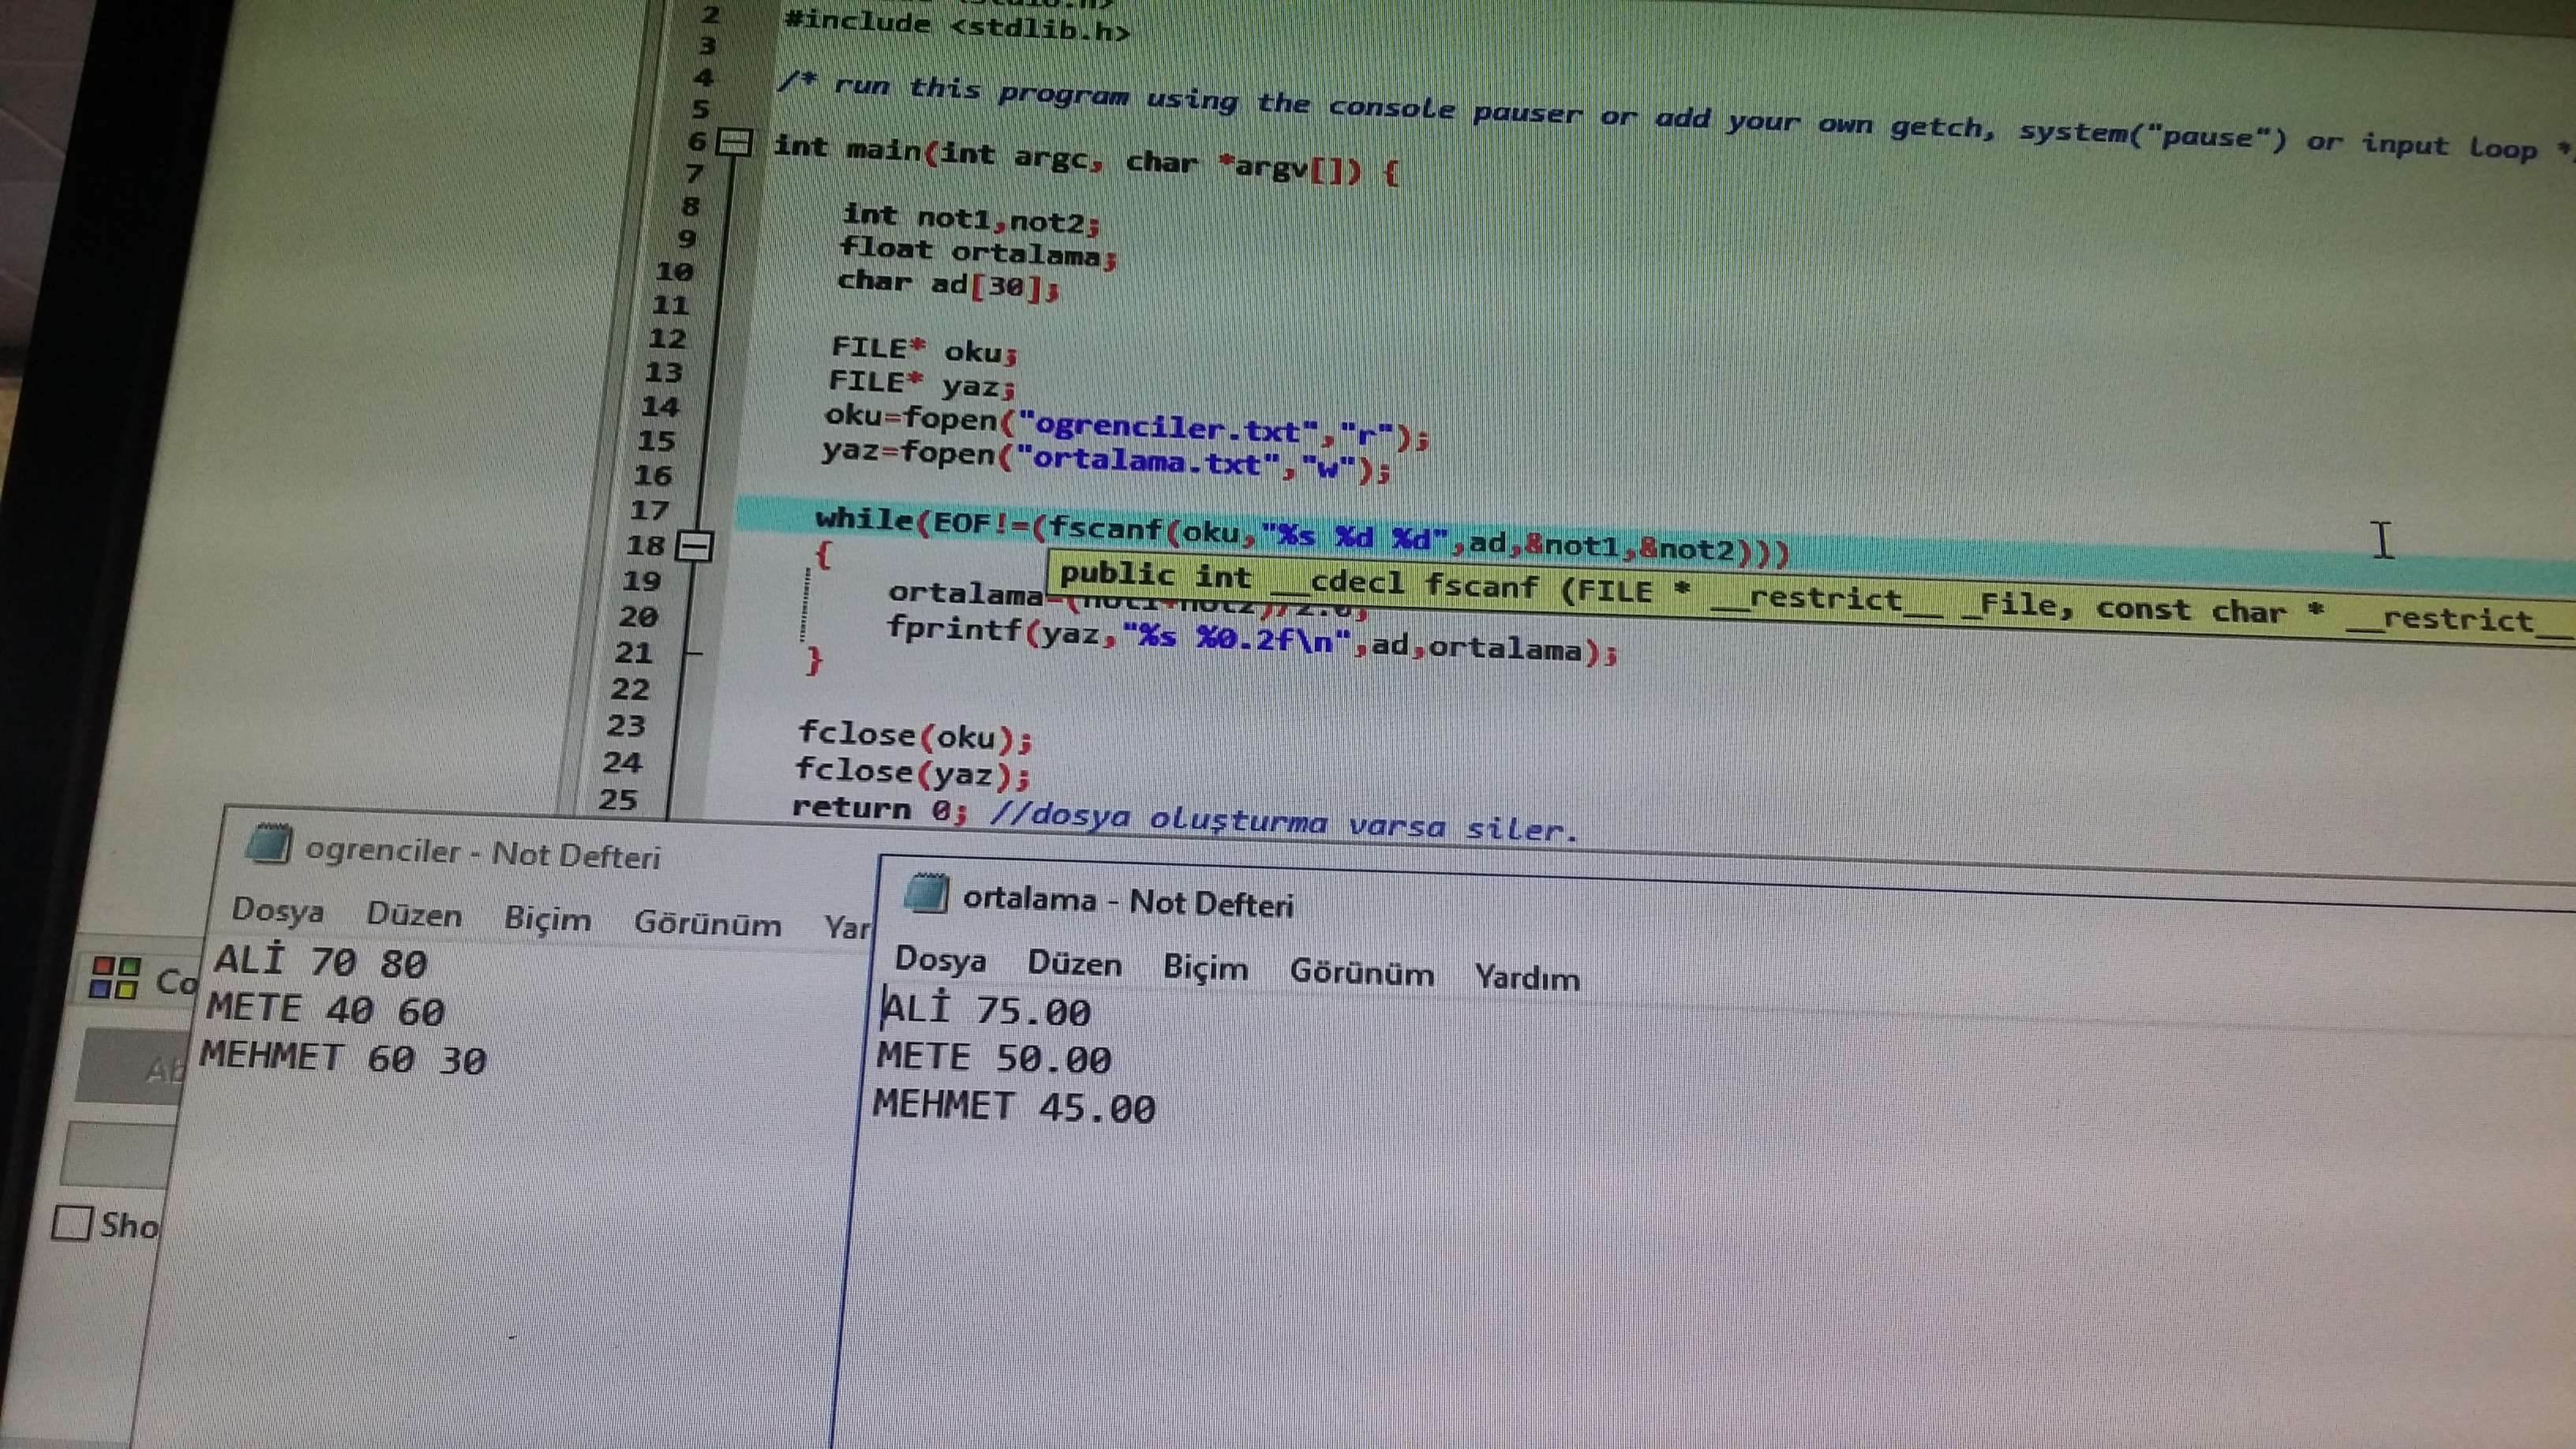 2
3
4
5
6
7
8
9
10
11
12
13
14
15
16
17
18
19
20
21
22
23
24
25
#include <stdlib.h>
/* run this program using the console pauser or add your own getch, system("pause") or input loop *
int main(int argc, char *argv[]) {
int not1,not2;
float ortalama;
char ad[30];
FILE* oku;
FILE* yaz;
oku=fopen("ogrenciler.txt","r");
yaz=fopen("ortalama.txt","w");
while(EOF!=(fscanf(oku,"%s %d %d",ad,&not1,&not2)))
{
public int __cdecl fscanf (FILE * __restrict__ _File, const char * __restrict__
ortalama=(not1+not2)/2.0;
fprintf(yaz,"%s %0.2f\n",ad,ortalama);
}
fclose(oku);
fclose(yaz);
return 0; //dosya oluşturma varsa siler.
ogrenciler - Not Defteri
Dosya Düzen Biçim Görünüm Yar
ALİ 70 80
METE 40 60
MEHMET 60 30
ortalama - Not Defteri
Dosya Düzen Biçim Görünüm Yardım
ALİ 75.00
METE 50.00
MEHMET 45.00
Co
Ab
Sho